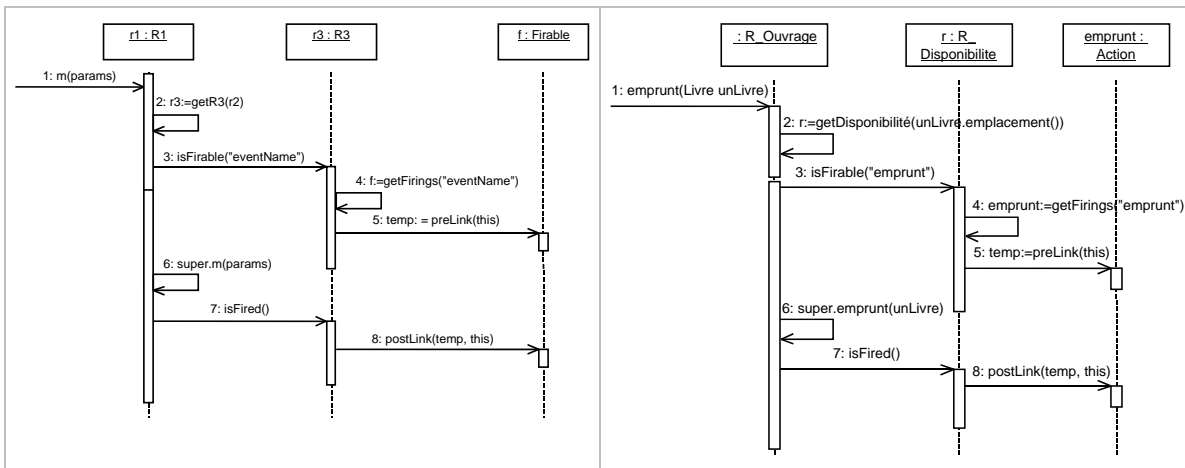 r1 : R1
r3 : R3
f : Firable
1: m(params)
2: r3:=getR3(r2)
3: isFirable("eventName")
4: f:=getFirings("eventName")
5: temp: = preLink(this)
6: super.m(params)
7: isFired()
8: postLink(temp, this)
: R_Ouvrage
r : R_
Disponibilite
emprunt :
Action
1: emprunt(Livre unLivre)
2: r:=getDisponibilité(unLivre.emplacement())
3: isFirable("emprunt")
4: emprunt:=getFirings("emprunt")
5: temp:=preLink(this)
6: super.emprunt(unLivre)
7: isFired()
8: postLink(temp, this)